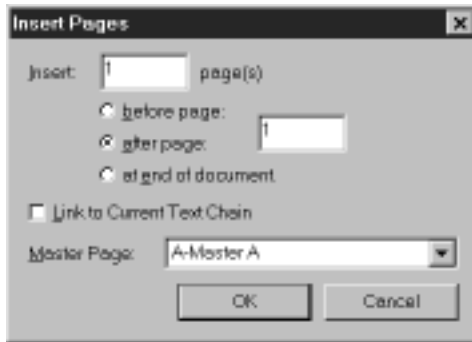 Insert Pages
Insert: 1 page(s)
before page:
after page: 1
at end of document
Link to Current Text Chain
Master Page: A-Master A
OK Cancel